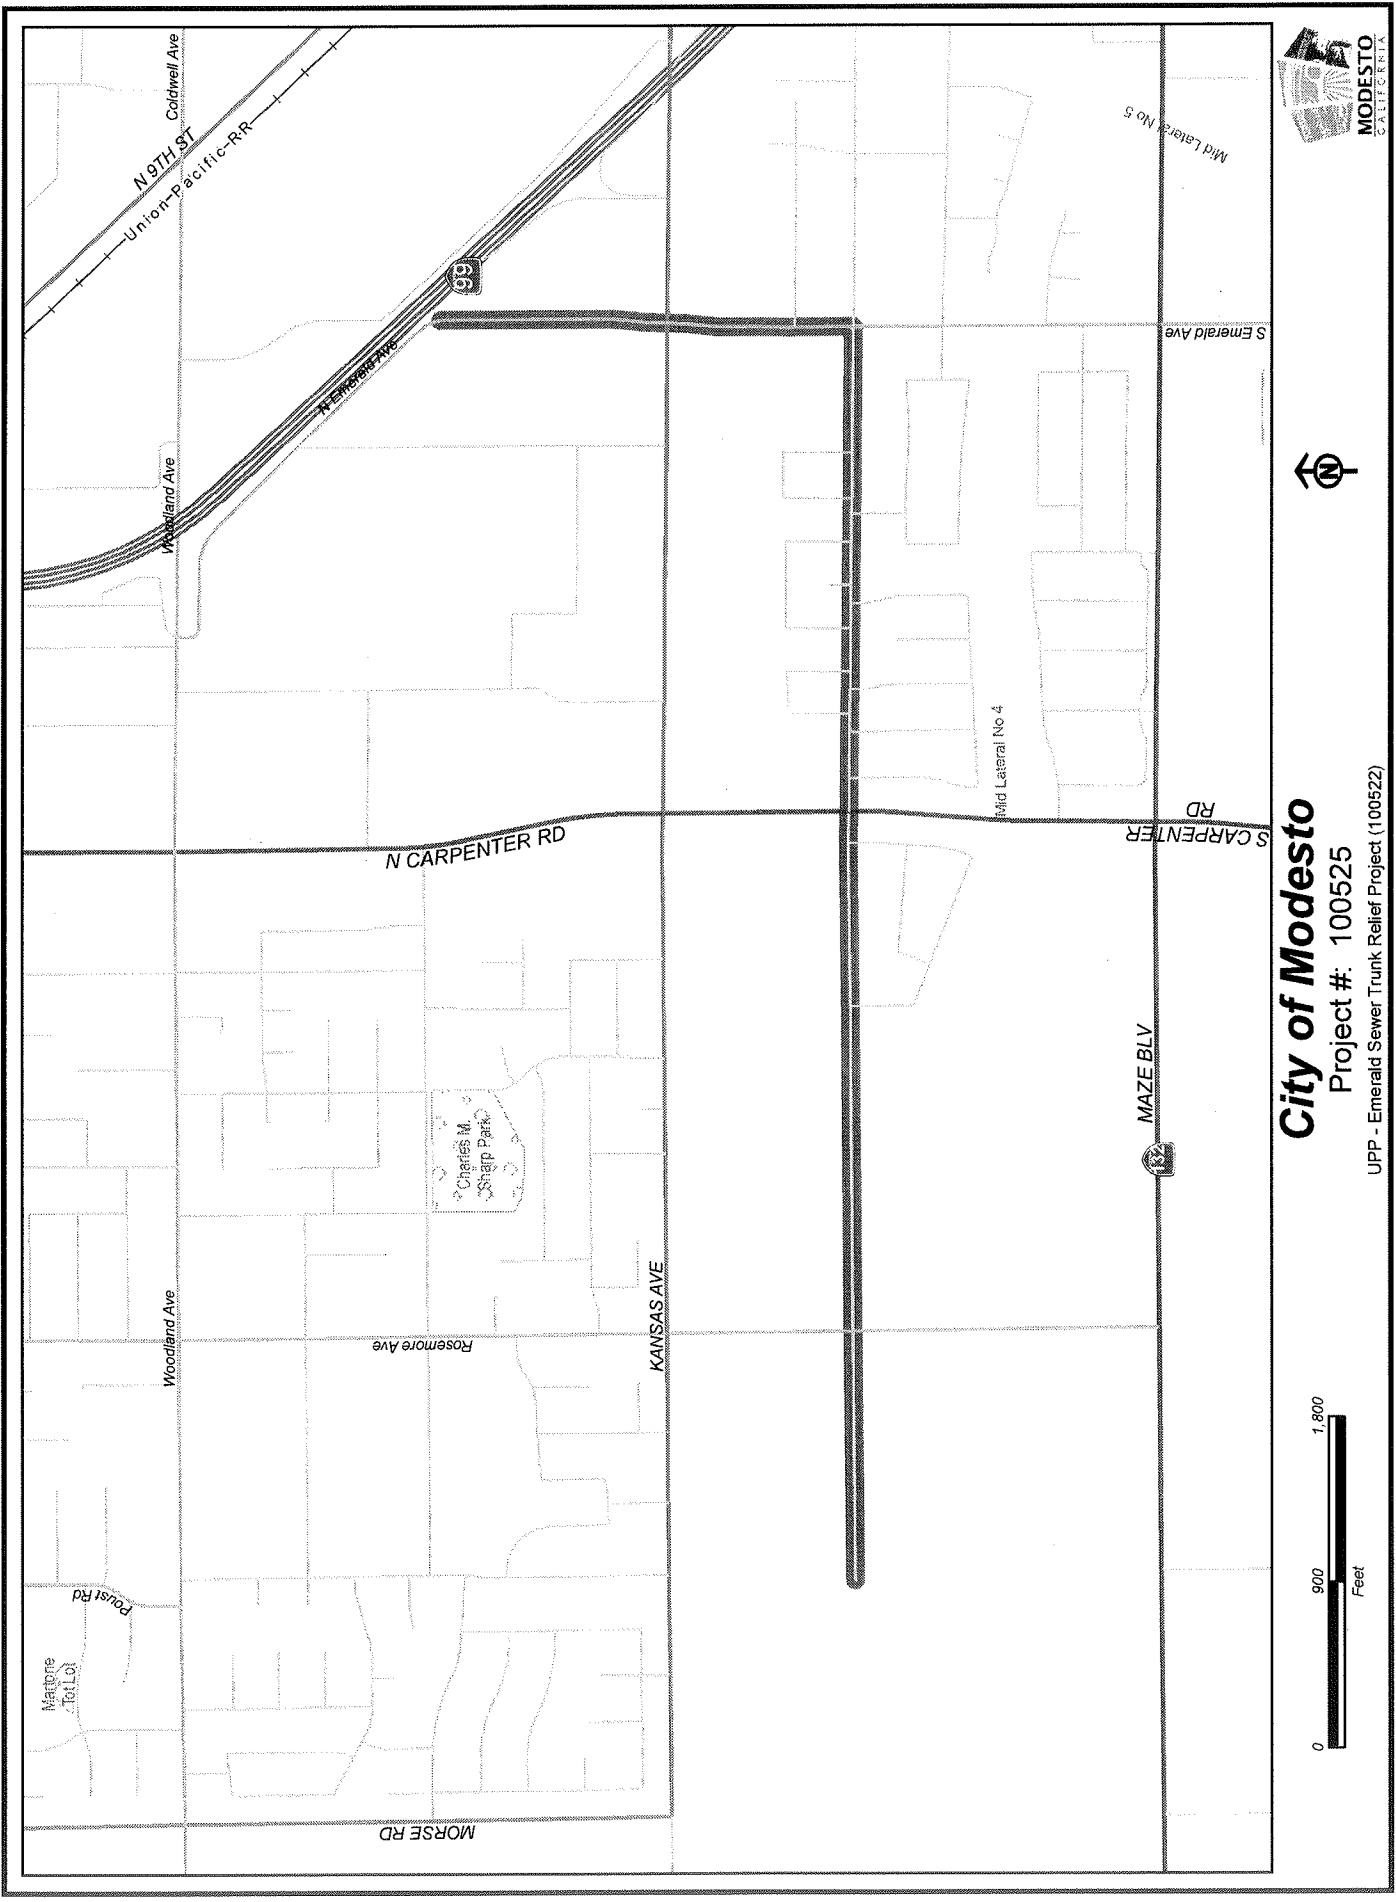 Coldwell Ave
N 9TH ST
Union-Pacific-R-R
99
N Emerald Ave
Woodland Ave
Mid Lateral No 5
S Emerald Ave
N CARPENTER RD
Mid Lateral No 4
S CARPENTER
RD
Charles M.
Sharp Park
Woodland Ave
Rosemore Ave
KANSAS AVE
MAZE BLV
132
Poust Rd
Marione
Tot Lot
MORSE RD
0
900
1,800
Feet
City of Modesto
Project #: 100525
UPP - Emerald Sewer Trunk Relief Project (100522)
N
MODESTO
CALIFORNIA